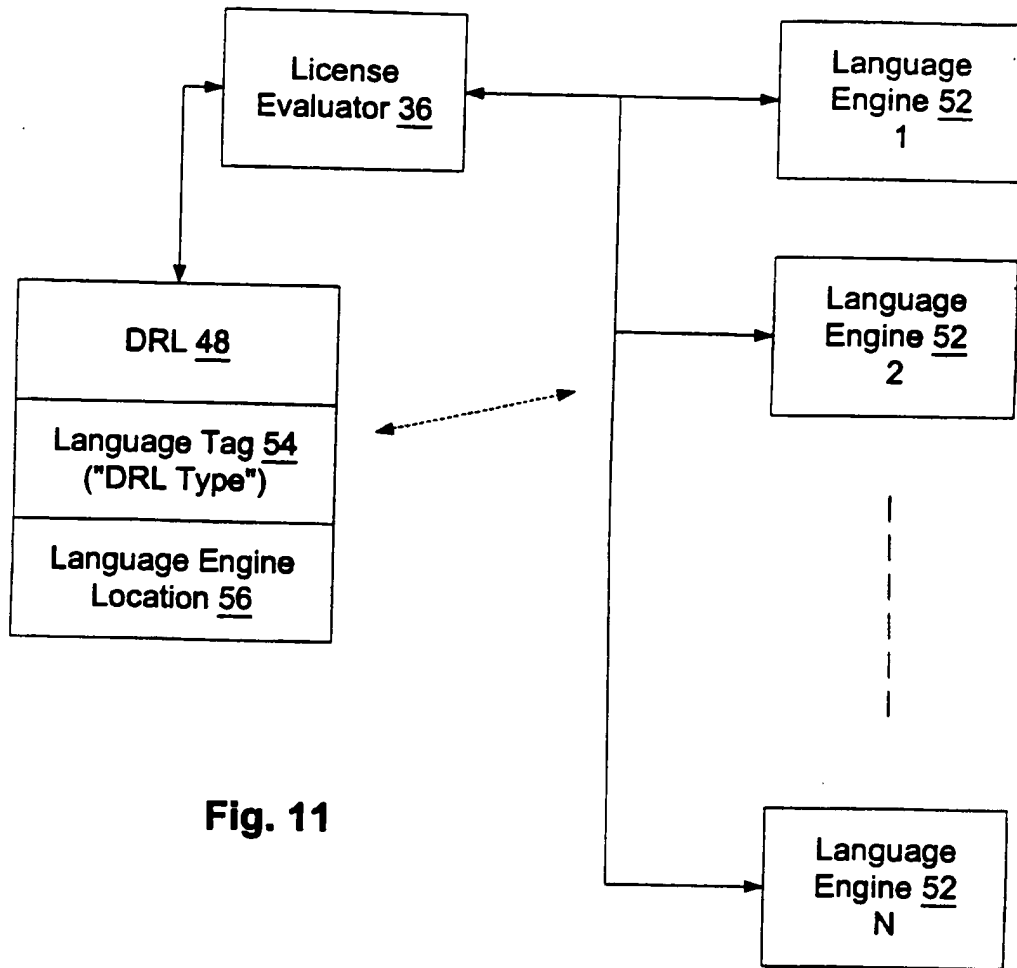 License
Evaluator 36
Language
Engine 52
1
DRL 48
Language Tag 54
("DRL Type")
Language Engine
Location 56
Language
Engine 52
2
Language
Engine 52
N
Fig. 11